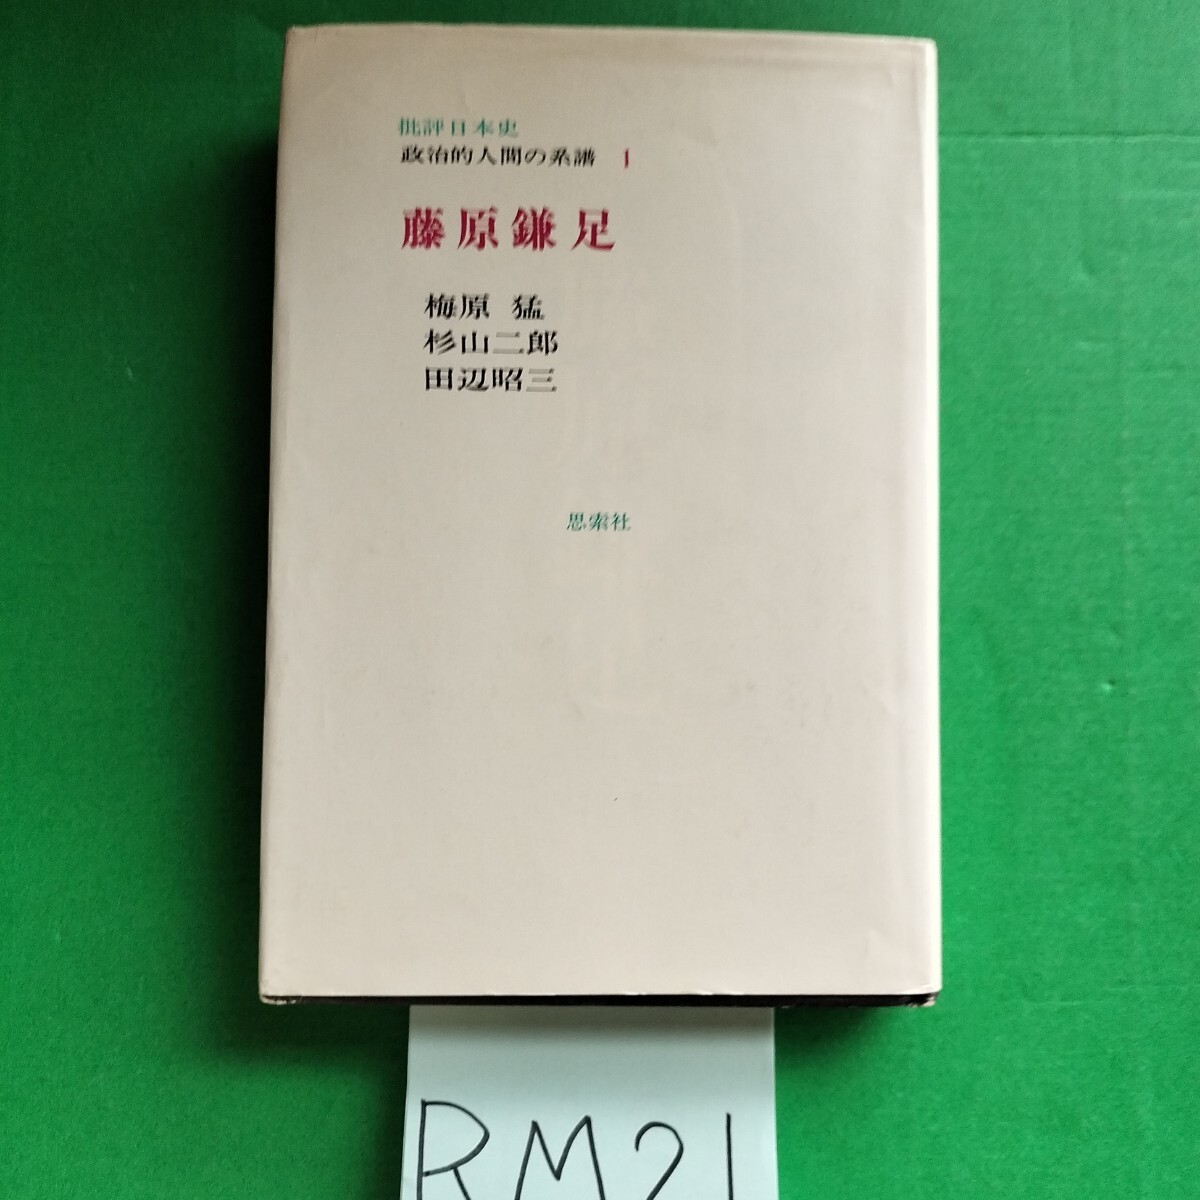 批評日本史
政治的人間の系譜 1
藤原鎌足
梅原 猛
杉山二郎
田辺昭三
思索社
RM21